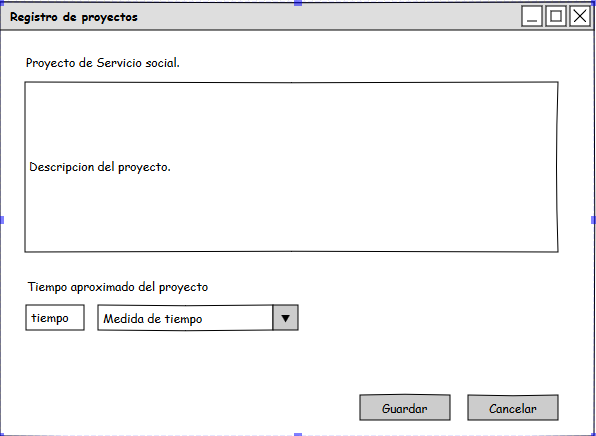 Registro de proyectos
Proyecto de Servicio social.
Descripcion del proyecto.
Tiempo aproximado del proyecto
tiempo
Medida de tiempo
Guardar
Cancelar